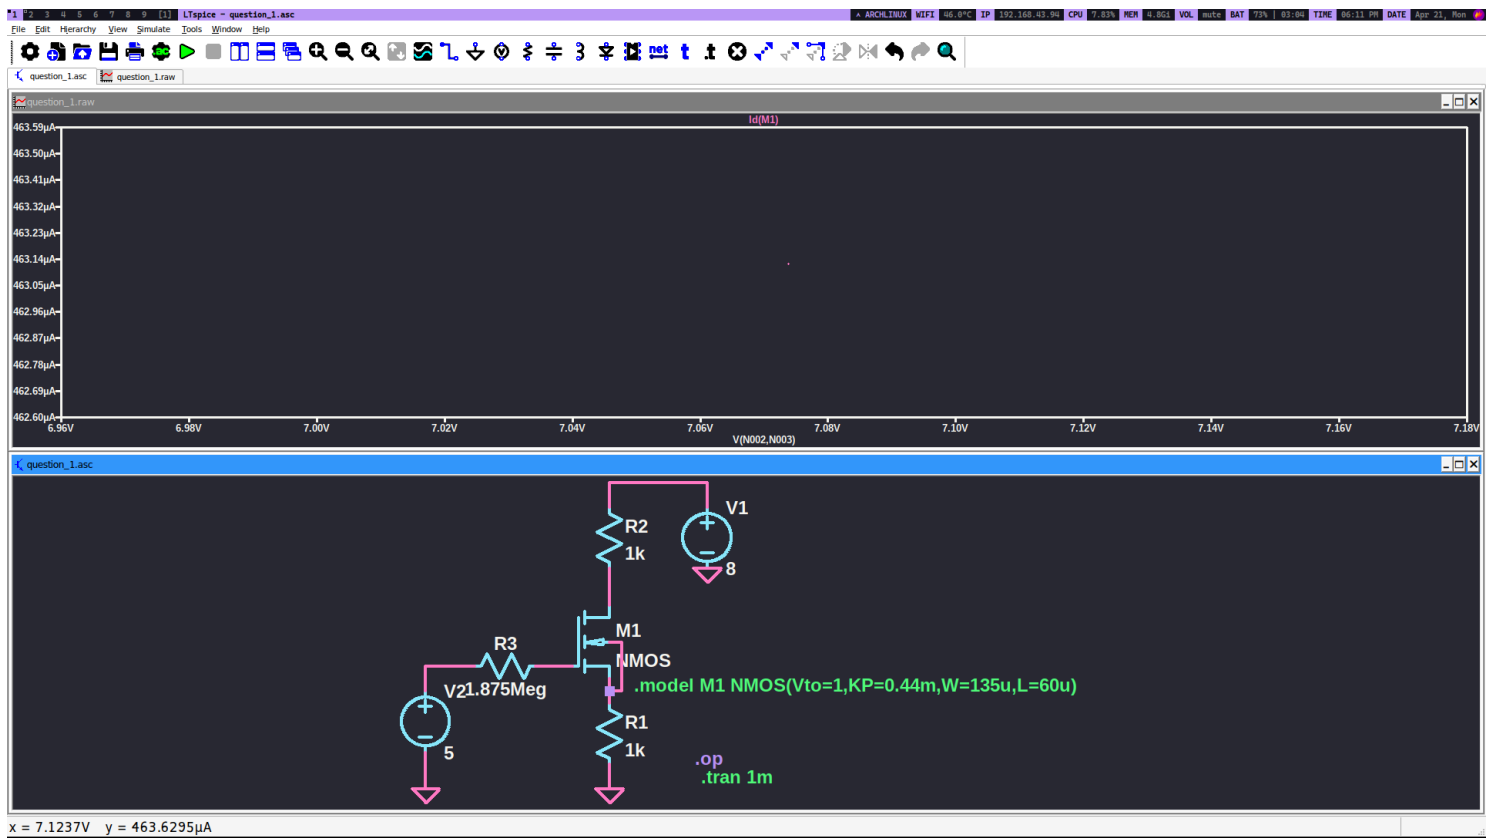 1 2 3 4 5 6 7 8 9 [1] LTspice - question_1.asc
ARCHLINUX WIFI 46.0°C IP 192.168.43.94 CPU 7.83% MEM 4.8Gi VOL mute BAT 73% | 03:04 TIME 06:11 PM DATE Apr 21, Mon
File Edit Hierarchy View Simulate Tools Window Help
net t .t
question_1.asc question_1.raw
question_1.raw
Id(M1)
463.59µA
463.50µA
463.41µA
463.32µA
463.23µA
463.14µA
463.05µA
462.96µA
462.87µA
462.78µA
462.69µA
462.60µA
6.96V 6.98V 7.00V 7.02V 7.04V 7.06V 7.08V 7.10V 7.12V 7.14V 7.16V 7.18V
V(N002,N003)
question_1.asc
V1
8
R2
1k
M1
NMOS
R3
1.875Meg
V2
5
.model M1 NMOS(Vto=1,KP=0.44m,W=135u,L=60u)
R1
1k
.op
.tran 1m
x = 7.1237V y = 463.6295µA